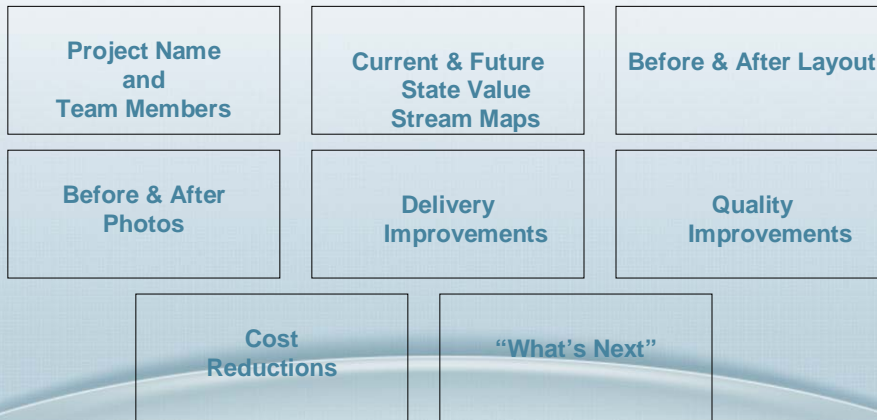 Project Name
and
Team Members
Current & Future
State Value
Stream Maps
Before & After Layout
Before & After
Photos
Delivery
Improvements
Quality
Improvements
Cost
Reductions
“What’s Next”